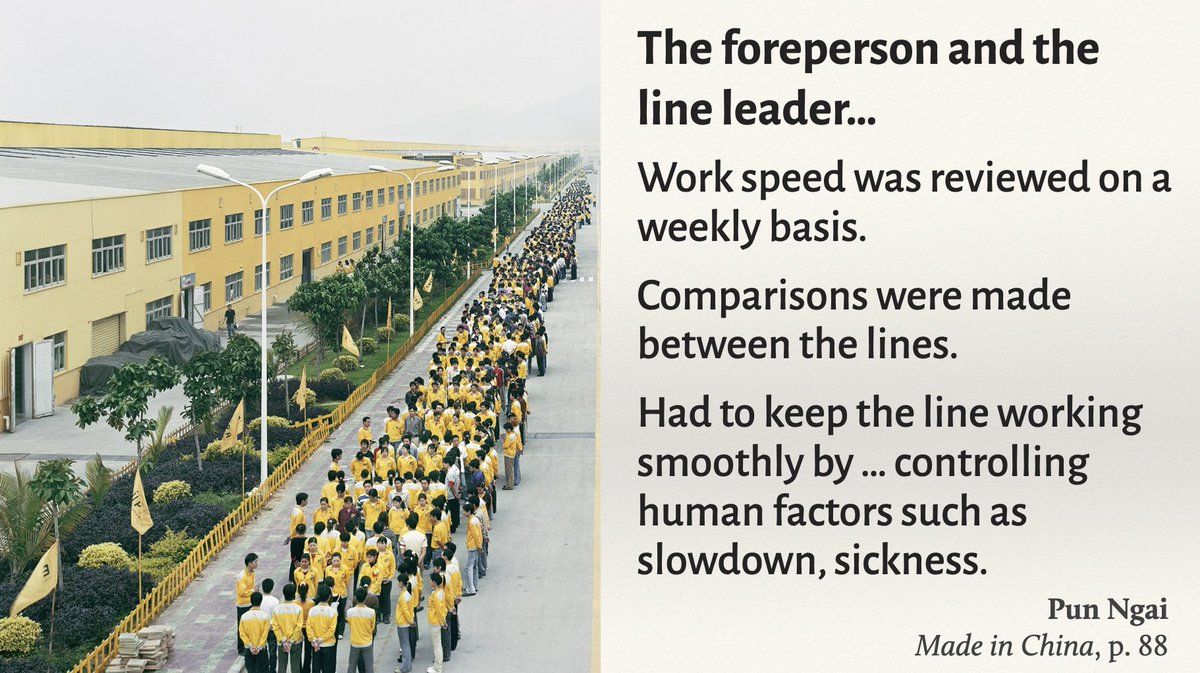 The foreperson and the
line leader…
Work speed was reviewed on a
weekly basis.
Comparisons were made
between the lines.
Had to keep the line working
smoothly by … controlling
human factors such as
slowdown, sickness.
Pun Ngai
Made in China, p. 88